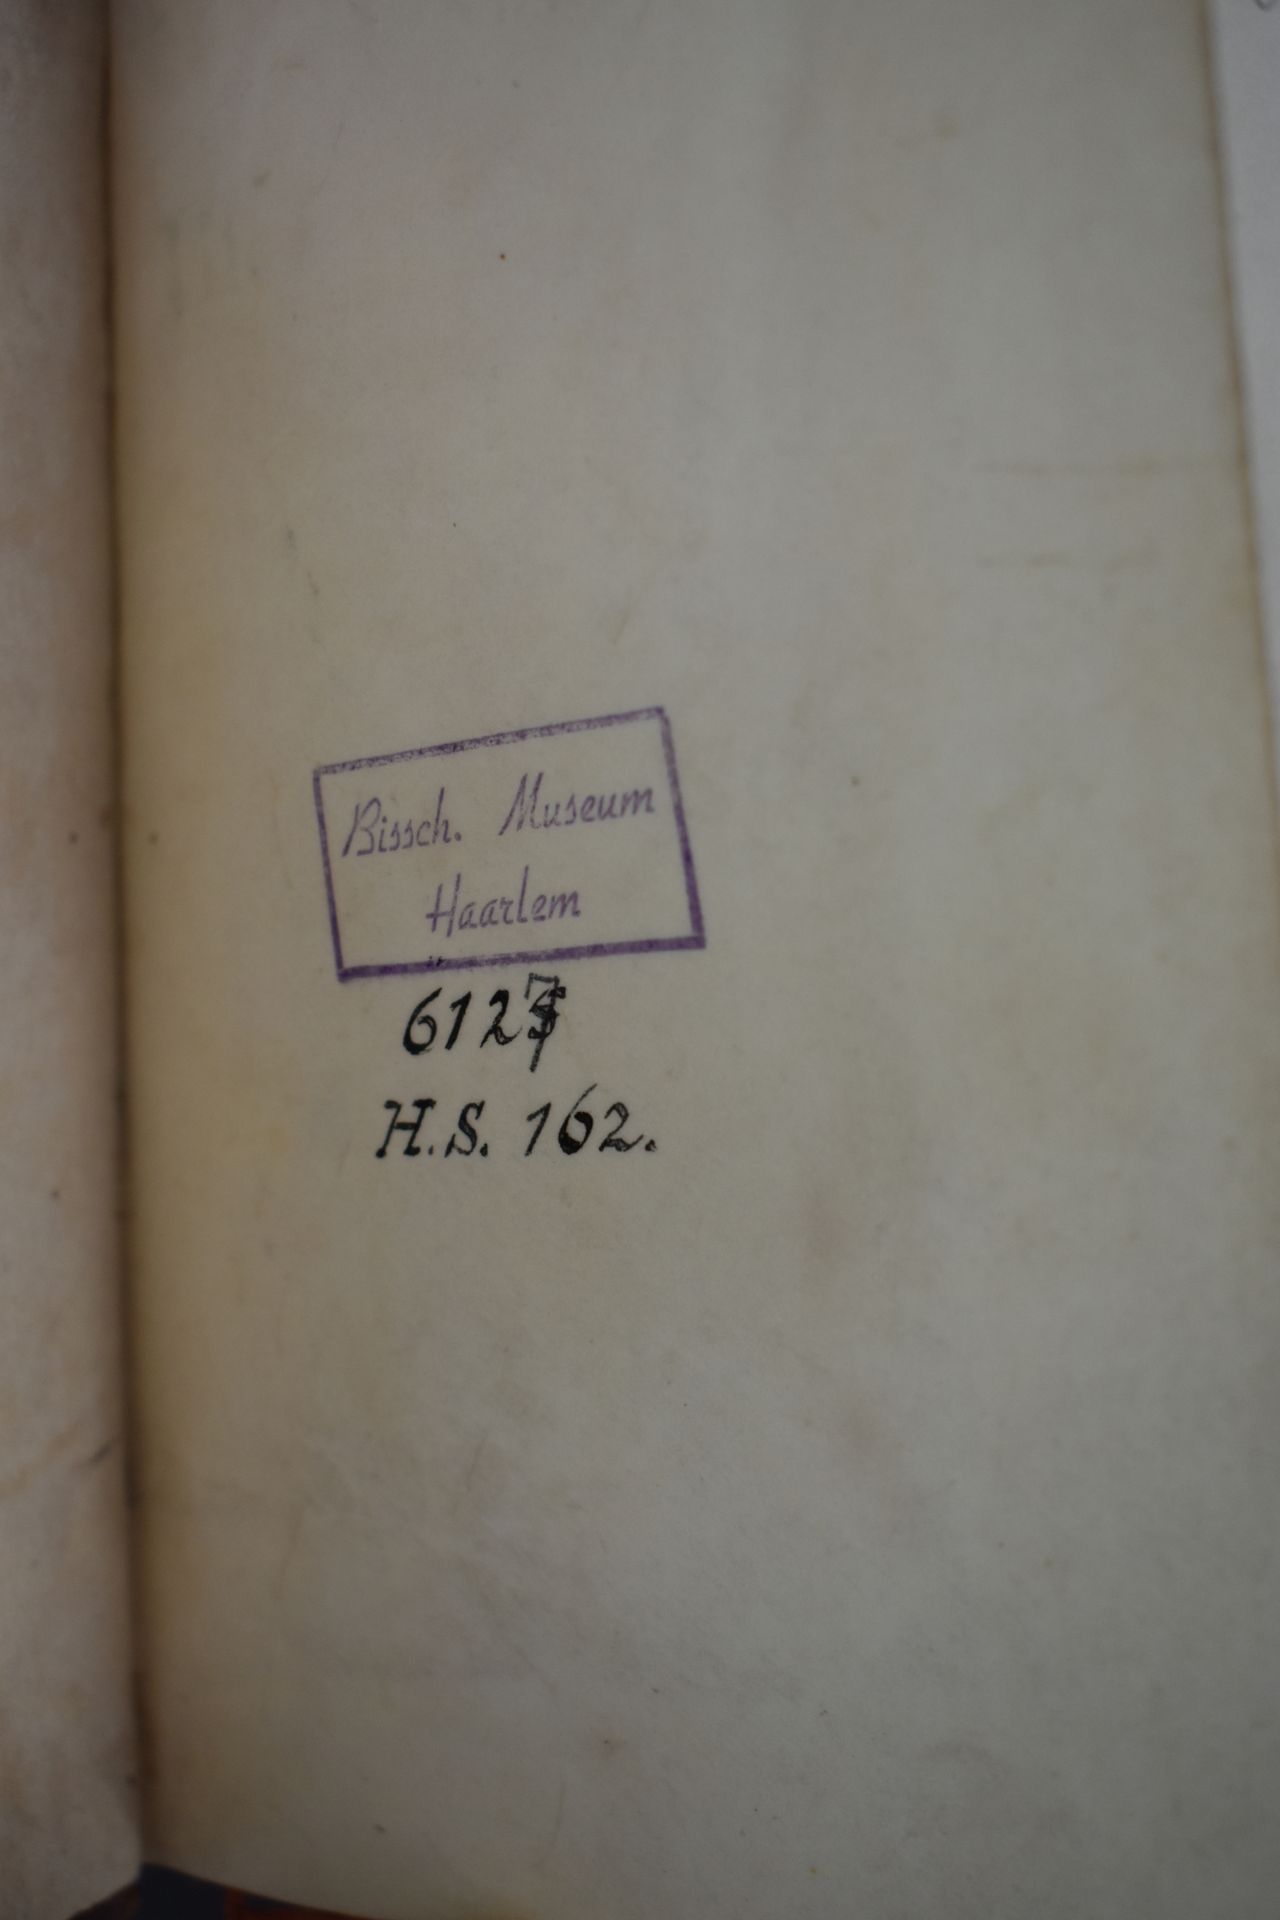 Bissch. Museum
Haarlem
6127
H.S. 162.